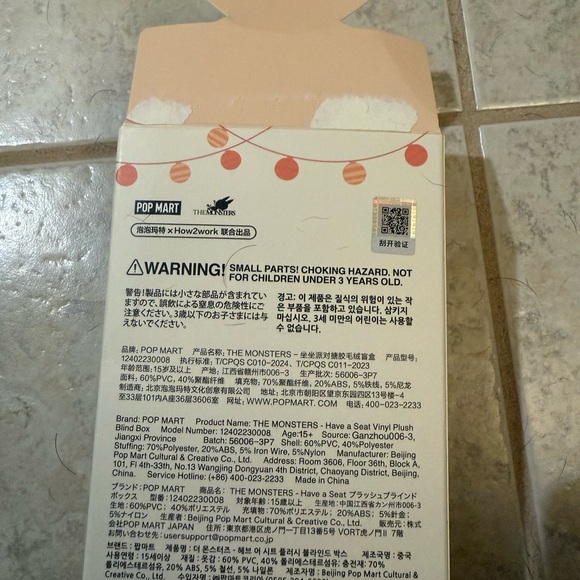 POP MART THE MONSTERS
泡泡玛特 × How2work 联合出品
刮开验证
WARNING! SMALL PARTS! CHOKING HAZARD. NOT
FOR CHILDREN UNDER 3 YEARS OLD.
警告!製品には小さな部品が含まれてい
ますので、誤飲による窒息の危険性にご
注意ください。3歳以下のお子さまには与
えないでください。
경고: 이 제품은 질식의 위험이 있는 작
은 부품을 포함하고 있습니다. 삼키지
마십시오. 3세 미만의 어린이는 사용할
수 없습니다.
品牌: POP MART 产品名称: THE MONSTERS - 坐坐派对搪胶毛绒盲盒 产品型号:
12402230008 执行标准: T/CPQS C010-2024、T/CPQS C011-2023
年龄范围: 15岁及以上 产地: 江西省赣州市006-3 生产批次: 56006-3P7
面料: 60%PVC, 40%聚酯纤维 填充物: 70%聚酯纤维, 20%ABS, 5%铁线, 5%尼龙
制造商: 北京泡泡玛特文化创意有限公司 地址: 北京市朝阳区望京东园四区13号楼-4
至33层101内A座36层3606室 网址: WWW.POPMART.COM 电话: 400-023-2233
Brand: POP MART Product Name: THE MONSTERS - Have a Seat Vinyl Plush
Blind Box Model Number: 12402230008 Age:15+ Source: Ganzhou006-3,
Jiangxi Province Batch: 56006-3P7 Shell: 60%PVC, 40%Polyester
Stuffing: 70%Polyester, 20%ABS, 5% Iron Wire, 5%Nylon Manufacturer: Beijing
Pop Mart Cultural & Creative Co., Ltd. Address: Room 3606, Floor 36th, Block A,
101, Fl 4th-33th, No.13 Wangjing Dongyuan 4th District, Chaoyang District, Beijing,
China. Service Hotline: +(86) 400-023-2233 Made in China
ブランド: POP MART 商品名: THE MONSTERS - Have a Seat プラッシュブラインド
ボックス 型番: 12402230008 対象年齢: 15歳以上 産地: 中国江西省カン州市006-3
生地: 60%PVC; 40%ポリエステル 充填物: 70%ポリエステル; 20%ABS; 5%針金;
5%ナイロン 生産者: Beijing Pop Mart Cultural & Creative Co., Ltd. 販売元: 株式
会社POP MART JAPAN 住所: 東京都港区虎ノ門一丁目13番5号 VORT虎ノ門II 7階
お問い合わせ先: usersupport@popmart.com
브랜드: 팝마트 제품명: 더 몬스터즈 - 해브 어 시트 플러시 블라인드 박스 제조국명: 중국
사용연령: 15세이상 재질: 겉감: 60% PVC, 40% 폴리에스테르섬유, 충전재: 70%
폴리에스테르섬유, 20% ABS, 5% 철선, 5% 나일론 제조자명: Beijing Pop Mart Cultural &
Creative Co., Ltd.